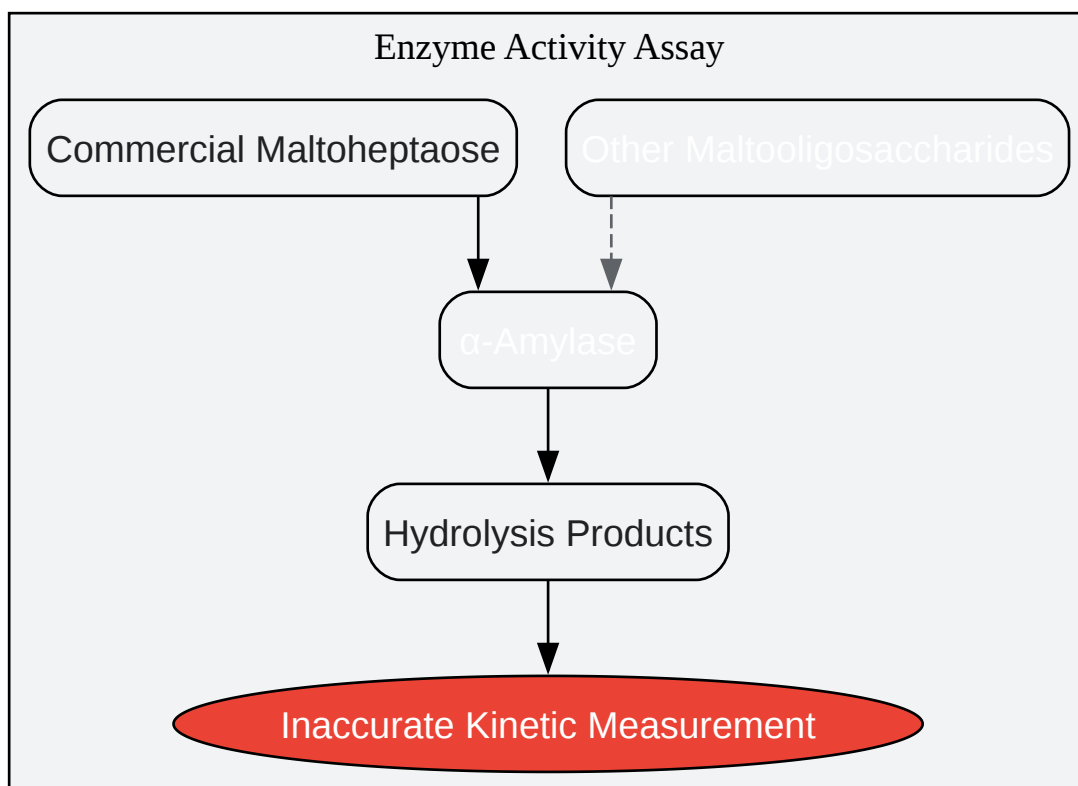 Enzyme Activity Assay
Commercial Maltoheptaose
Other Maltooligosaccharides
α-Amylase
Hydrolysis Products
Inaccurate Kinetic Measurement